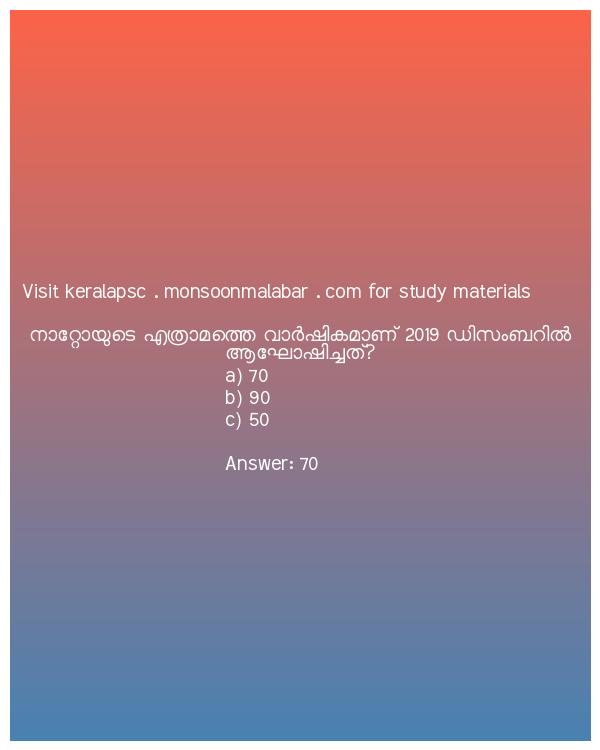 Visit keralapsc . monsoonmalabar . com for study materials
നാറ്റോയുടെ എത്രാമത്തെ വാർഷികമാണ് 2019 ഡിസംബറിൽ
ആഘോഷിച്ചത്?
a) 70
b) 90
c) 50
Answer: 70